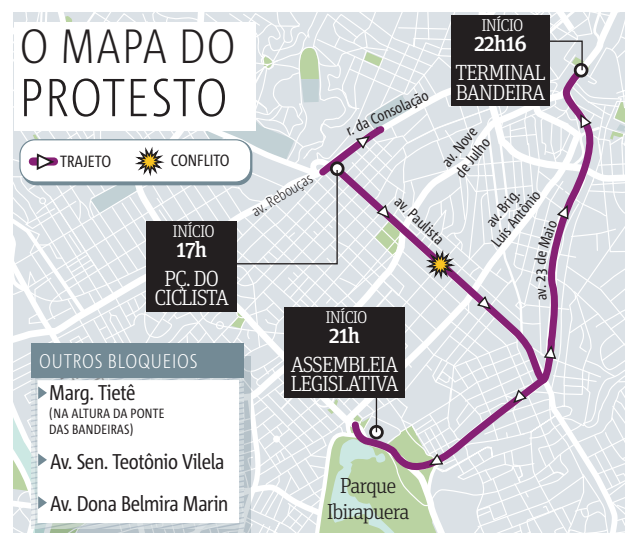 O MAPA DO
PROTESTO
TRAJETO
CONFLITO
INÍCIO
22h16
TERMINAL
BANDEIRA
r. da Consolação
av. Rebouças
av. Nove
de Julho
av. Paulista
av. Brig.
Luís Antônio
av. 23 de Maio
INÍCIO
17h
PÇ. DO
CICLISTA
INÍCIO
21h
ASSEMBLEIA
LEGISLATIVA
OUTROS BLOQUEIOS
Marg. Tietê
(NA ALTURA DA PONTE
DAS BANDEIRAS)
Av. Sen. Teotônio Vilela
Av. Dona Belmira Marin
Parque
Ibirapuera